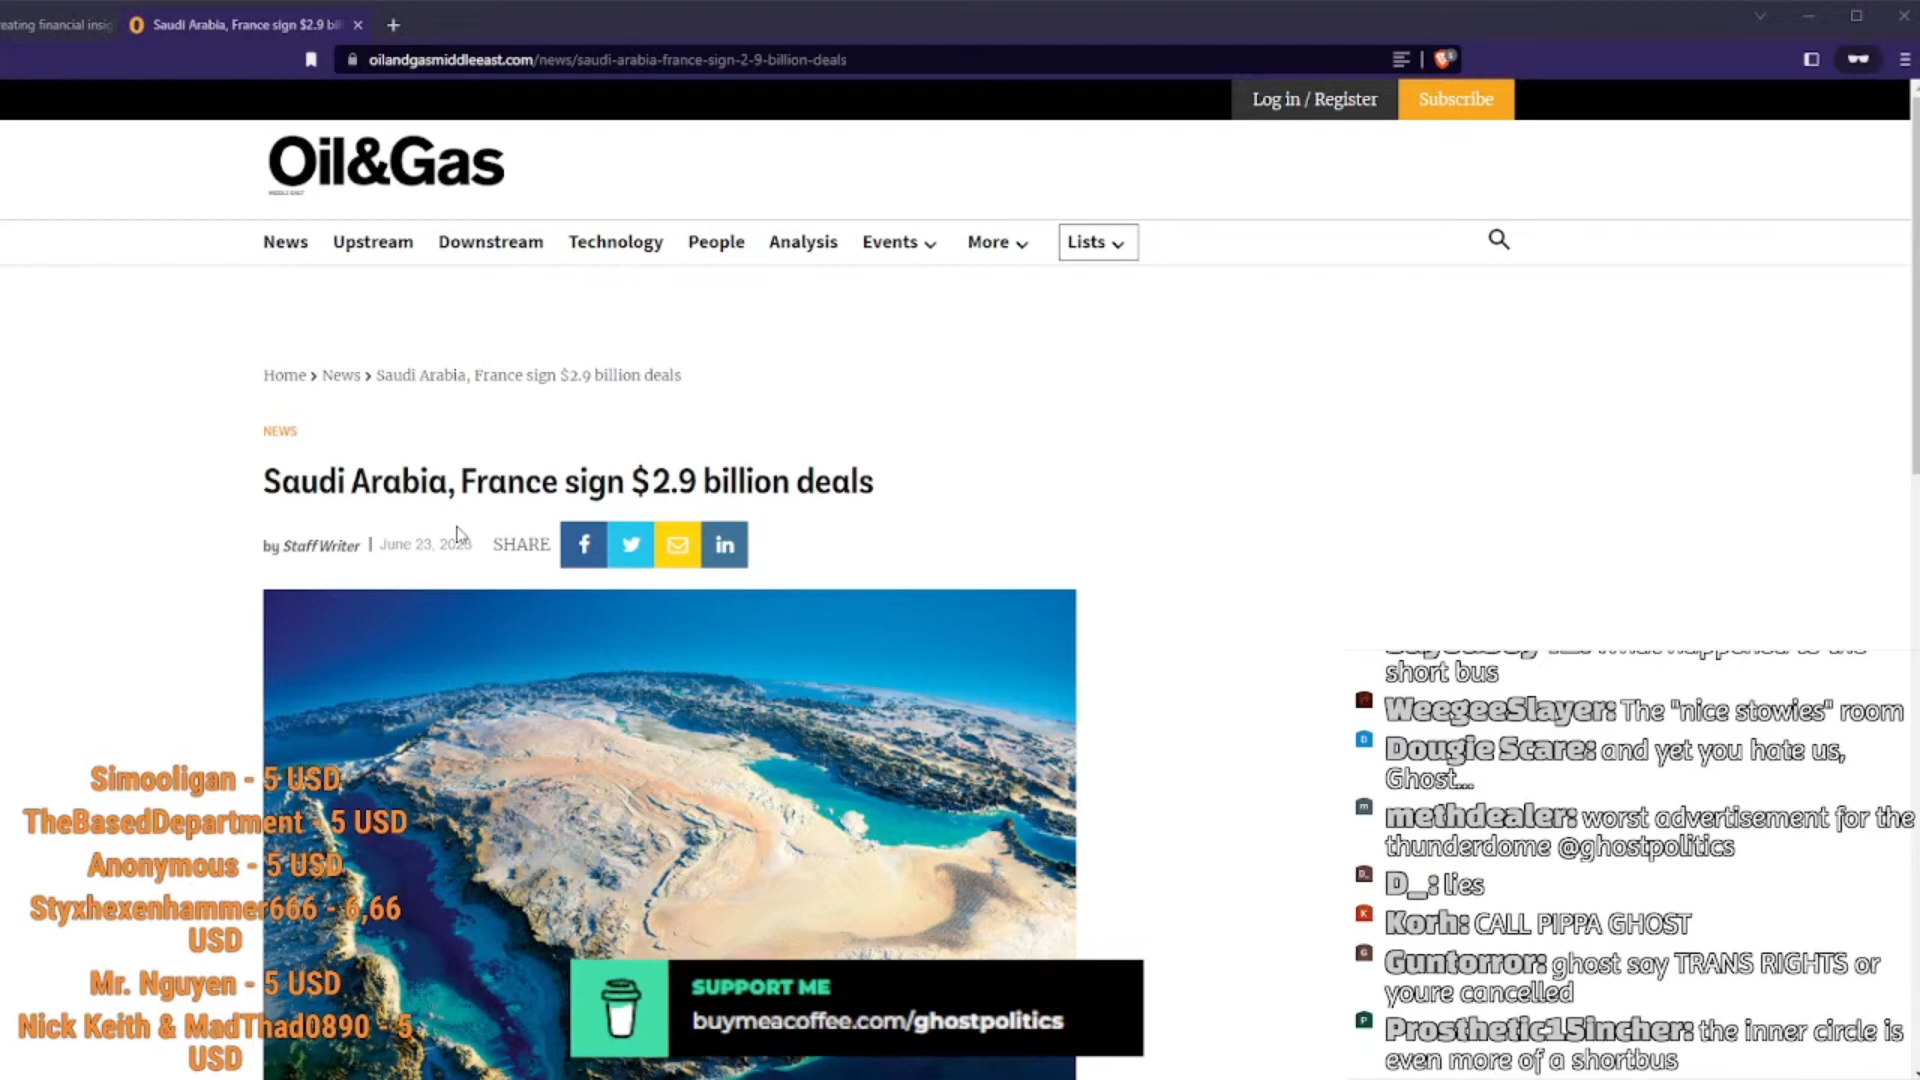 eating financial insig
Saudi Arabia, France sign $2.9 bil
oilandgasmiddleeast.com/news/saudi-arabia-france-sign-2-9-billion-deals
Log in / Register
Subscribe
Oil&Gas
MIDDLE EAST
News Upstream Downstream Technology People Analysis Events More Lists
Home > News > Saudi Arabia, France sign $2.9 billion deals
NEWS
Saudi Arabia, France sign $2.9 billion deals
by Staff Writer | June 23, 2023 SHARE
short bus
WeegeeSlayer: The "nice stowies" room
Dougie Scare: and yet you hate us,
Ghost...
methdealer: worst advertisement for the
thunderdome @ghostpolitics
D_: lies
Korh: CALL PIPPA GHOST
Guntorror: ghost say TRANS RIGHTS or
youre cancelled
Prosthetic15incher: the inner circle is
even more of a shortbus
Simooligan - 5 USD
TheBasedDepartment - 5 USD
Anonymous - 5 USD
Styxhexenhammer666 - 6,66
USD
Mr. Nguyen - 5 USD
Nick Keith & MadThad0890 - 5
USD
SUPPORT ME
buymeacoffee.com/ghostpolitics